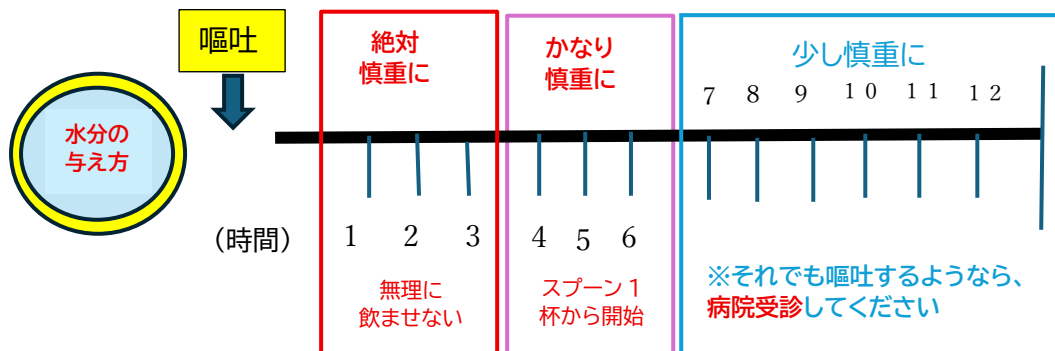 嘔吐
水分の
与え方
絶対
慎重に
かなり
慎重に
少し慎重に
7 8 9 10 11 12
(時間) 1 2 3 4 5 6
無理に
飲ませない
スプーン1
杯から開始
※それでも嘔吐するようなら、
病院受診してください